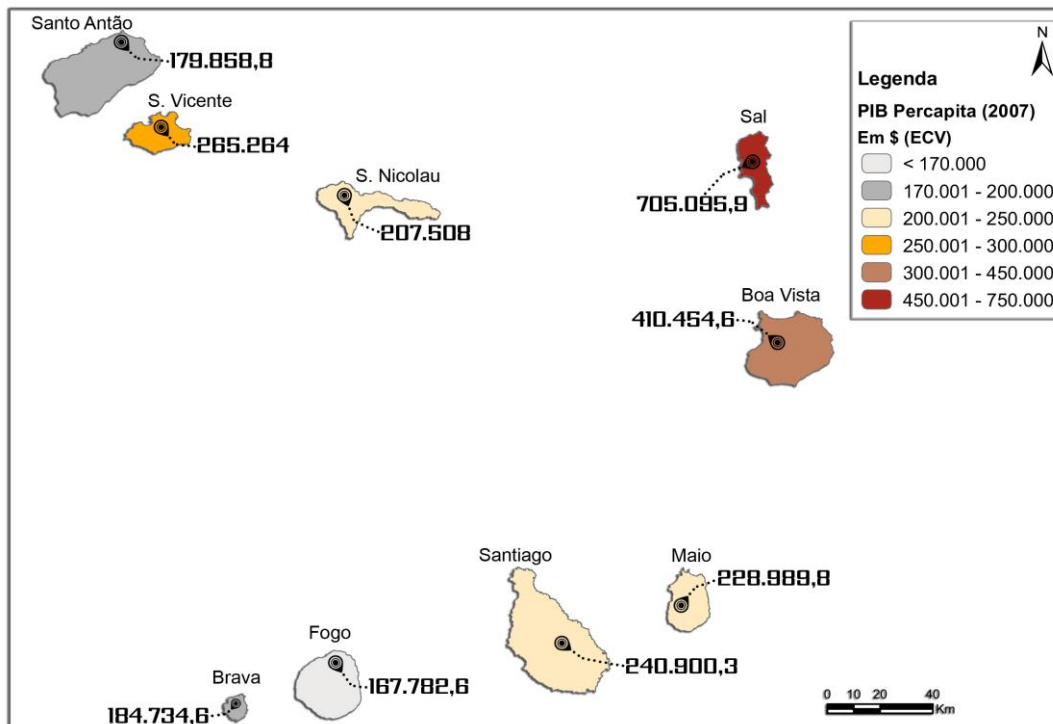 Santo Antão
179.858,8
S. Vicente
265.264
S. Nicolau
207.508
Sal
705.095,9
Boa Vista
410.454,6
Santiago
240.900,3
Maio
228.989,8
Fogo
167.782,6
Brava
184.734,6
N
Legenda
PIB Percapita (2007)
Em $ (ECV)
< 170.000
170.001 - 200.000
200.001 - 250.000
250.001 - 300.000
300.001 - 450.000
450.001 - 750.000
0 10 20 40
Km